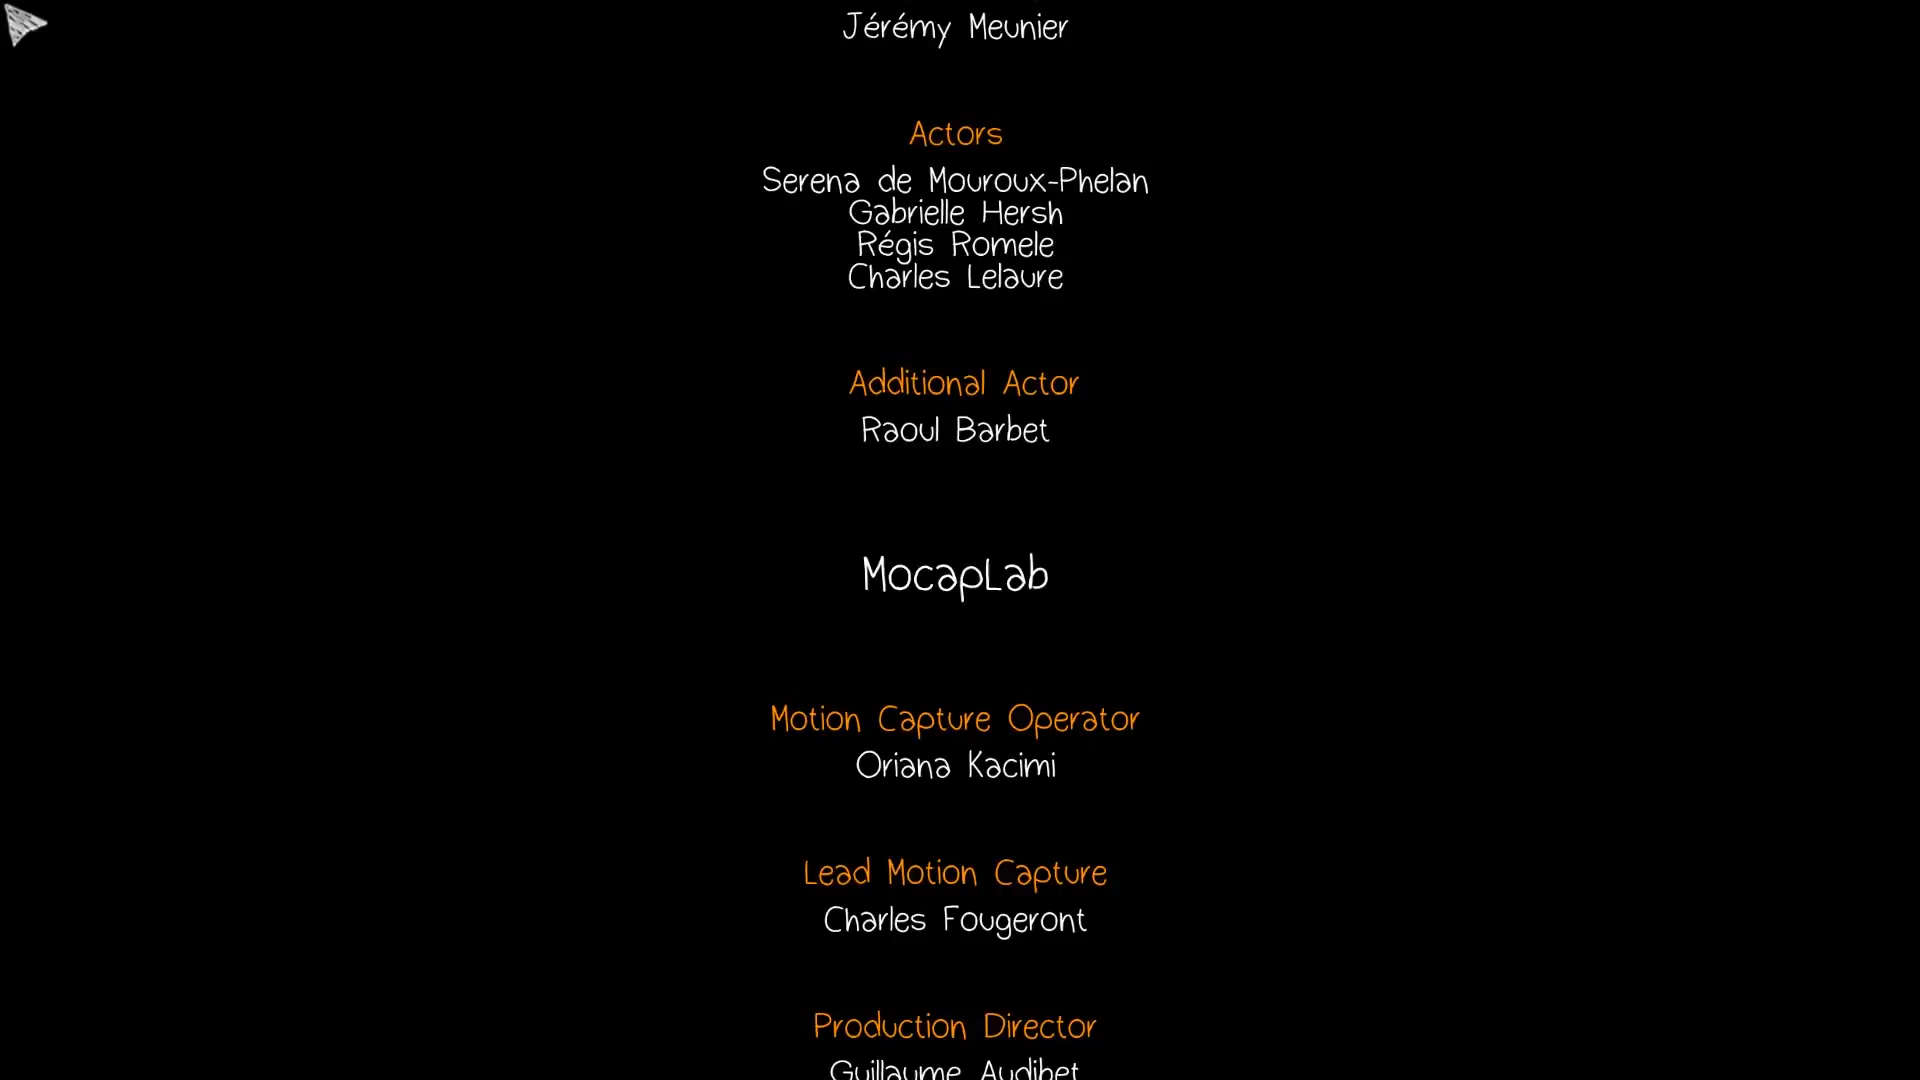 Jérémy Meunier
Actors
Serena de Mouroux-Phelan
Gabrielle Hersh
Régis Romele
Charles Lelaure
Additional Actor
Raoul Barbet
MocapLab
Motion Capture Operator
Oriana Kacimi
Lead Motion Capture
Charles Fougeront
Production Director
Guillaume Audibet